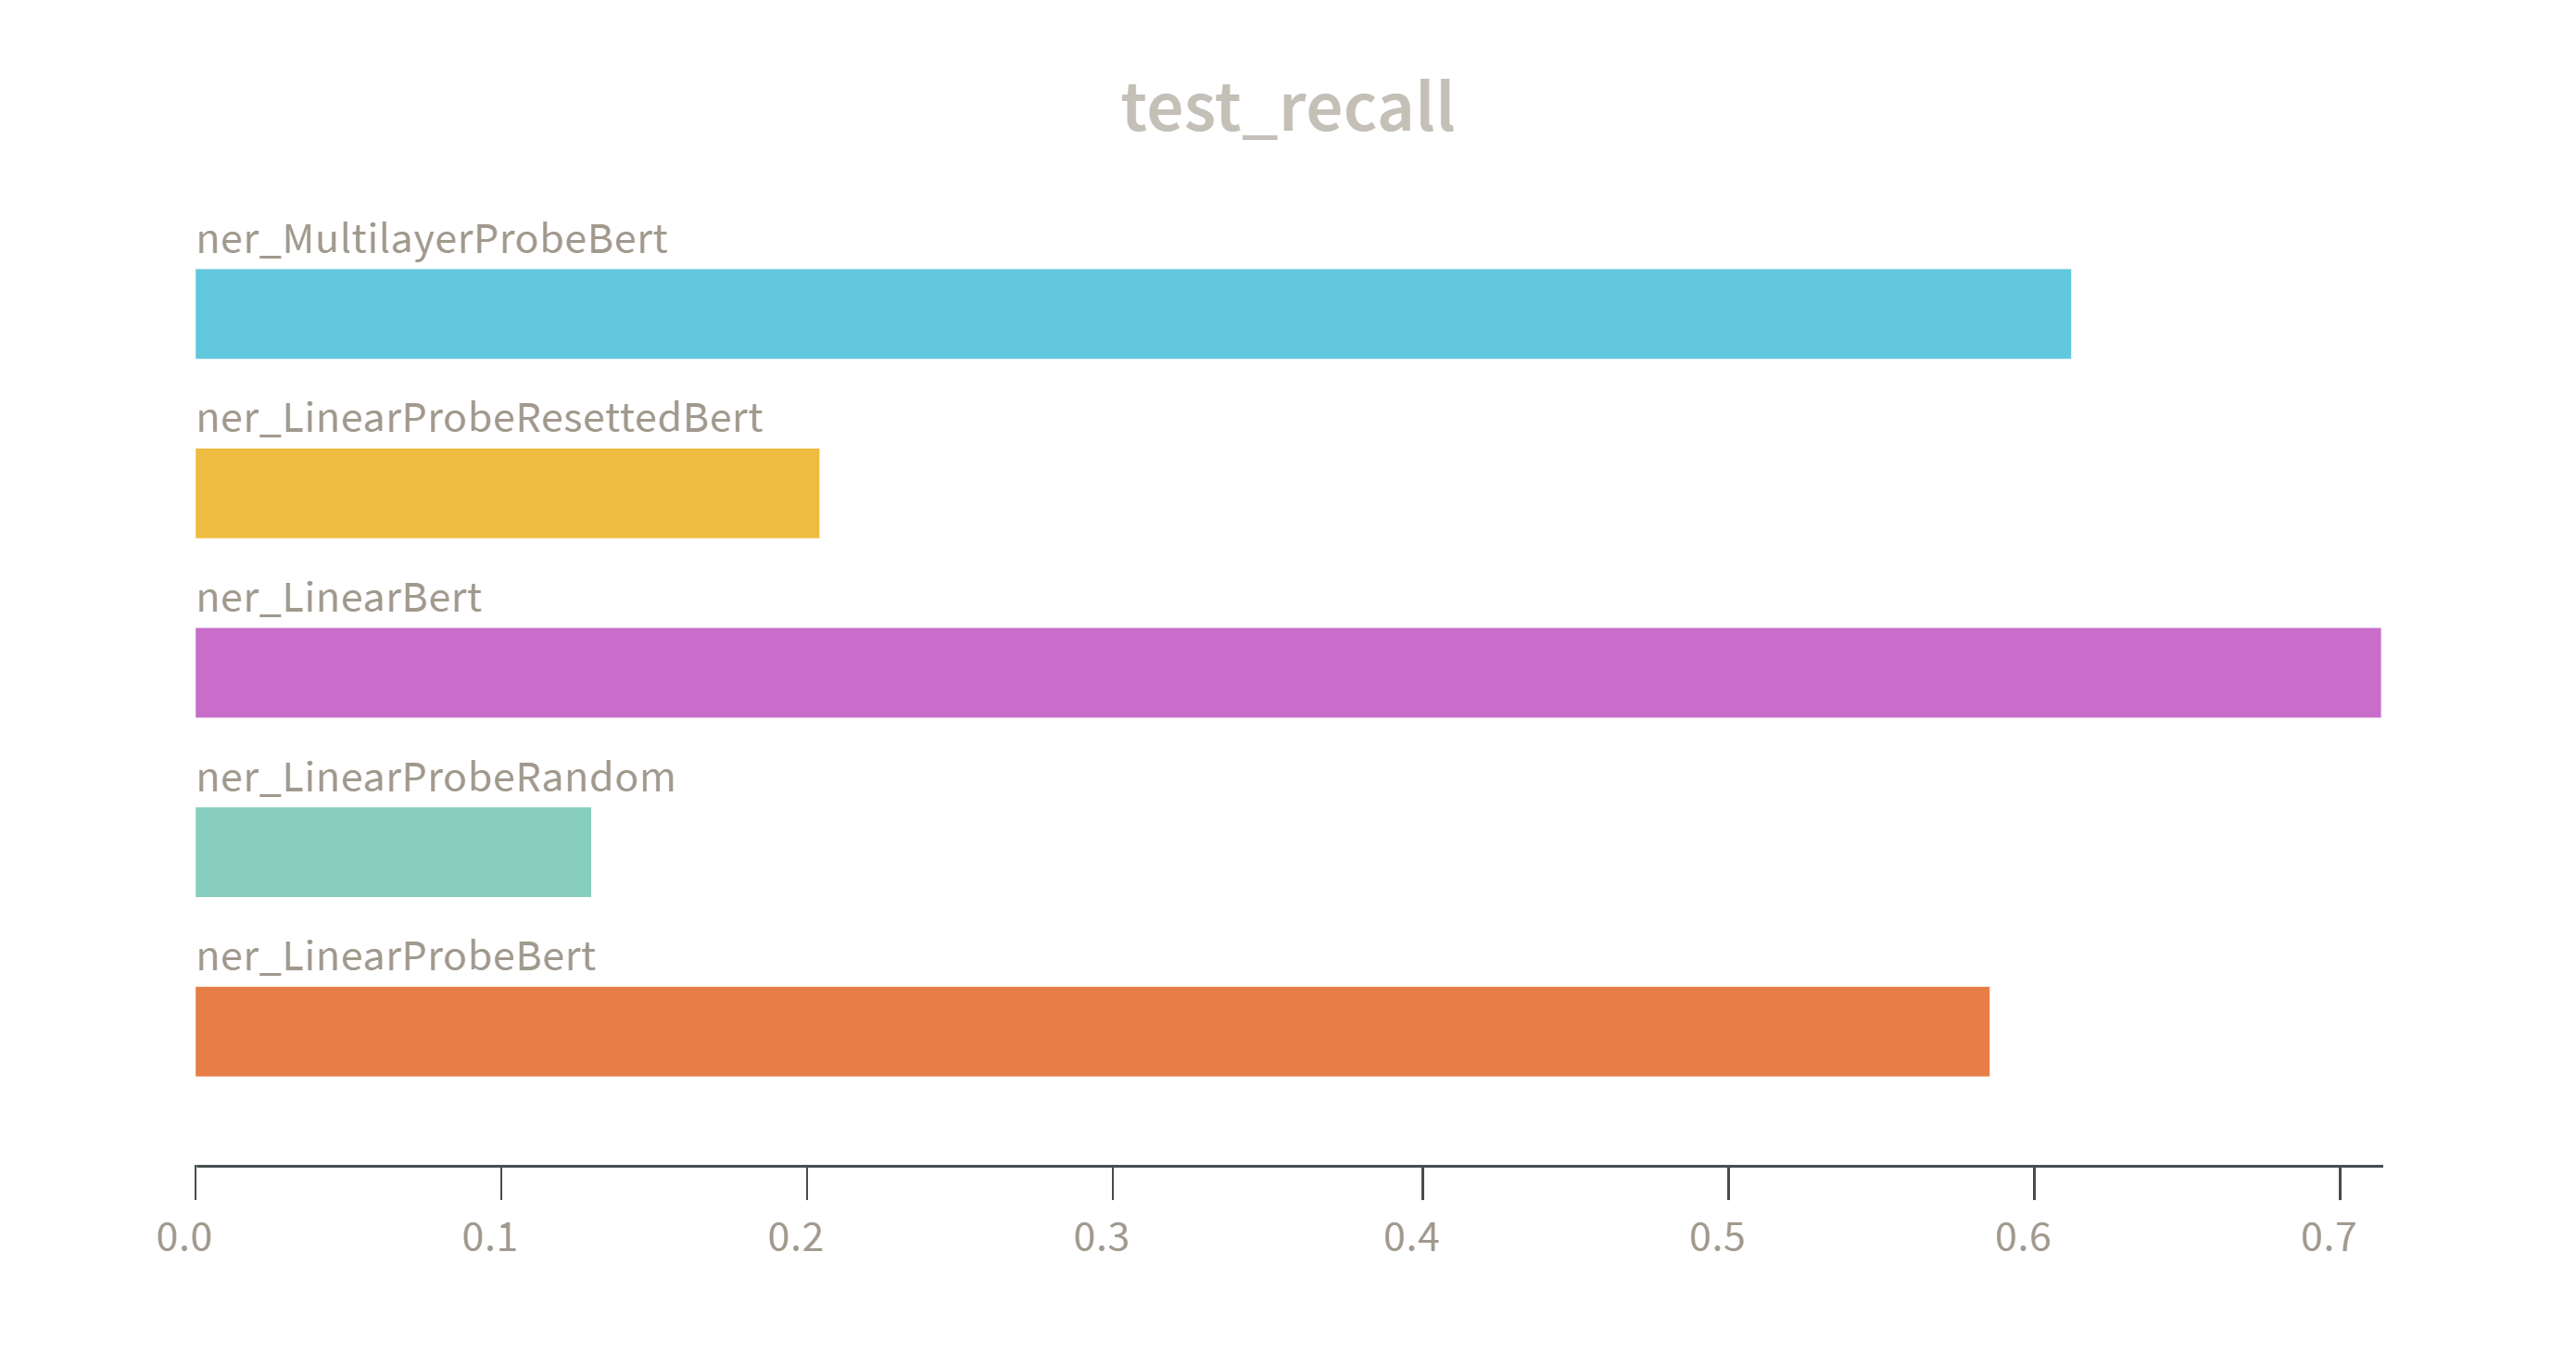 test_recall
ner_MultilayerProbeBert
ner_LinearProbeResettedBert
ner_LinearBert
ner_LinearProbeRandom
ner_LinearProbeBert
0.0 0.1 0.2 0.3 0.4 0.5 0.6 0.7